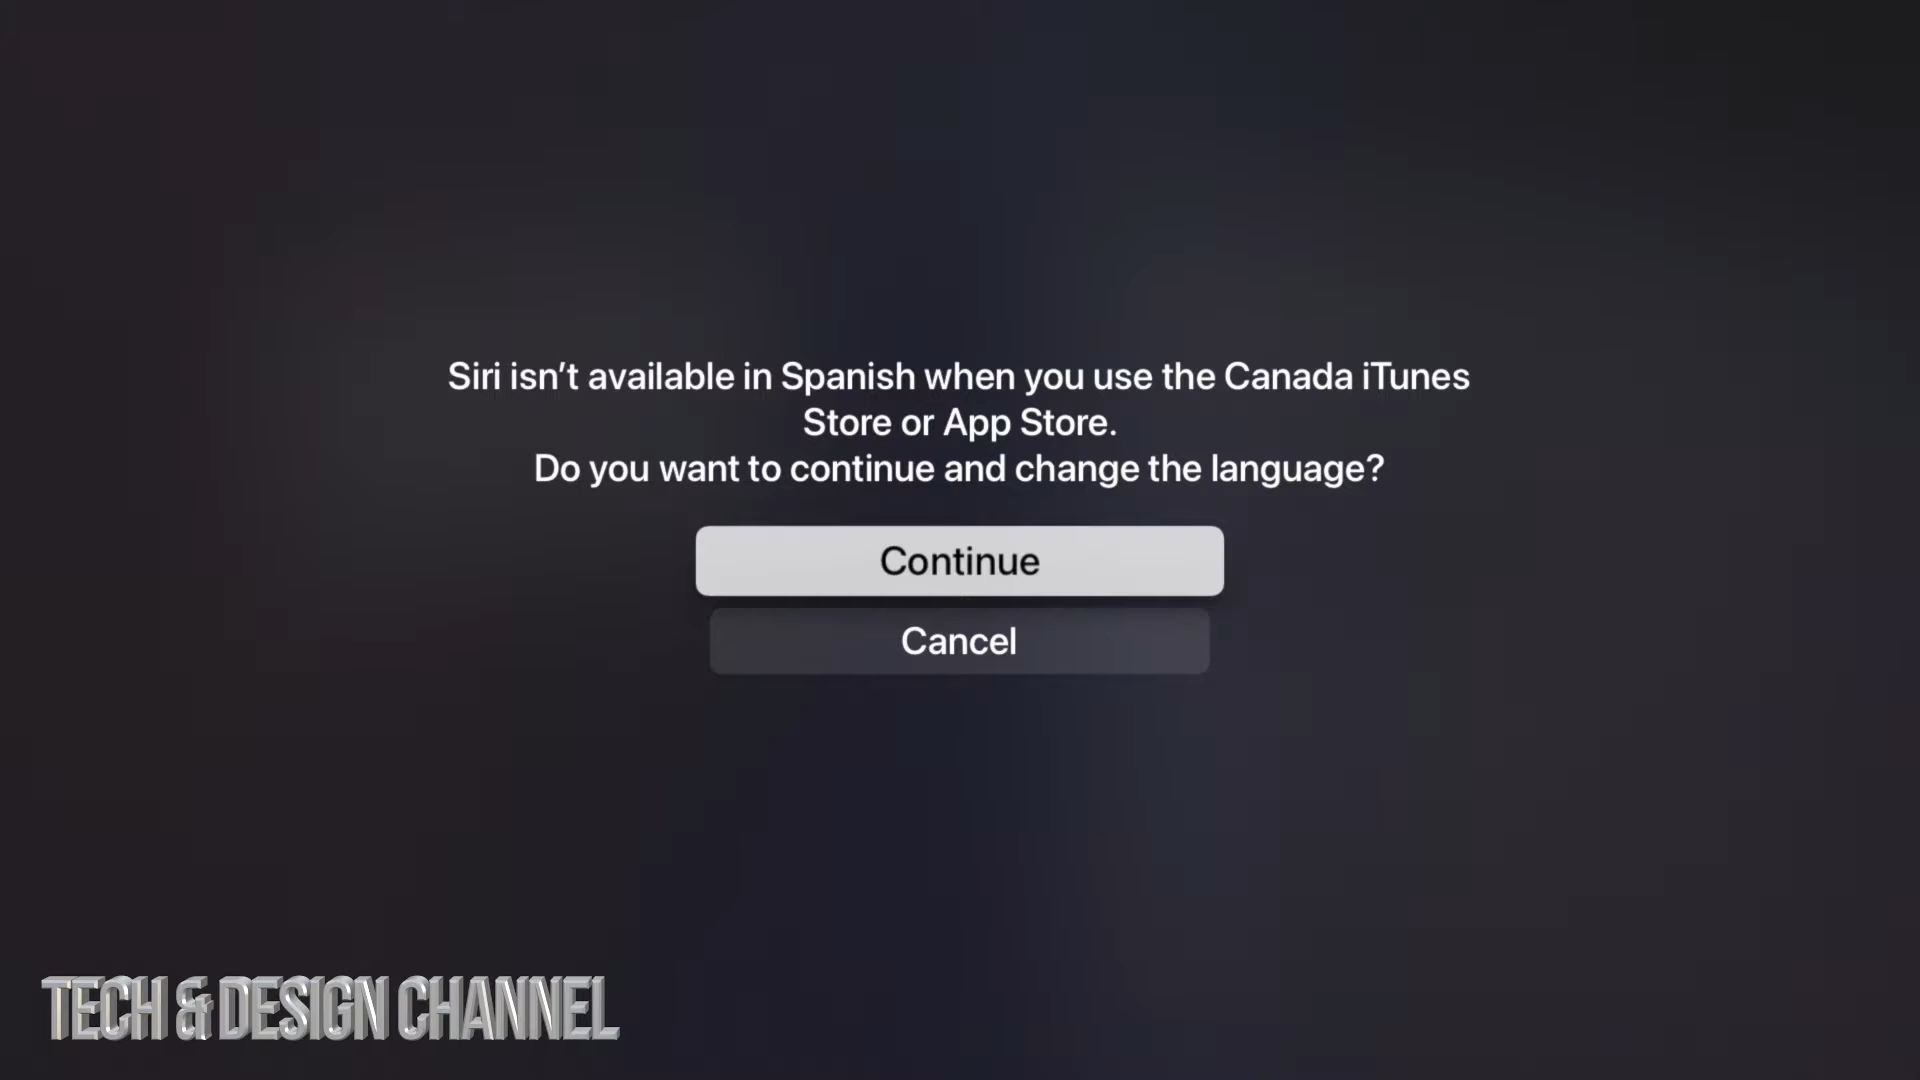 Siri isn’t available in Spanish when you use the Canada iTunes
Store or App Store.
Do you want to continue and change the language?
Continue
Cancel
TECH & DESIGN CHANNEL